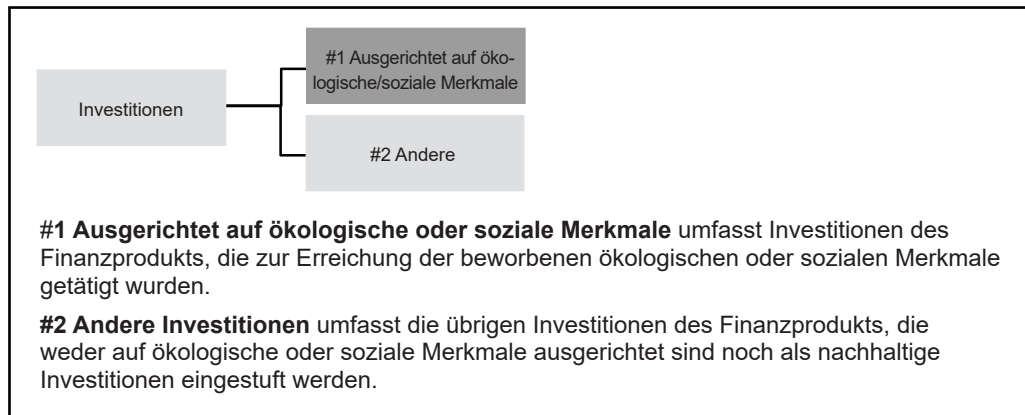 #1 Ausgerichtet auf öko-
logische/soziale Merkmale
Investitionen
#2 Andere
#1 Ausgerichtet auf ökologische oder soziale Merkmale umfasst Investitionen des
Finanzprodukts, die zur Erreichung der beworbenen ökologischen oder sozialen Merkmale
getätigt wurden.
#2 Andere Investitionen umfasst die übrigen Investitionen des Finanzprodukts, die
weder auf ökologische oder soziale Merkmale ausgerichtet sind noch als nachhaltige
Investitionen eingestuft werden.